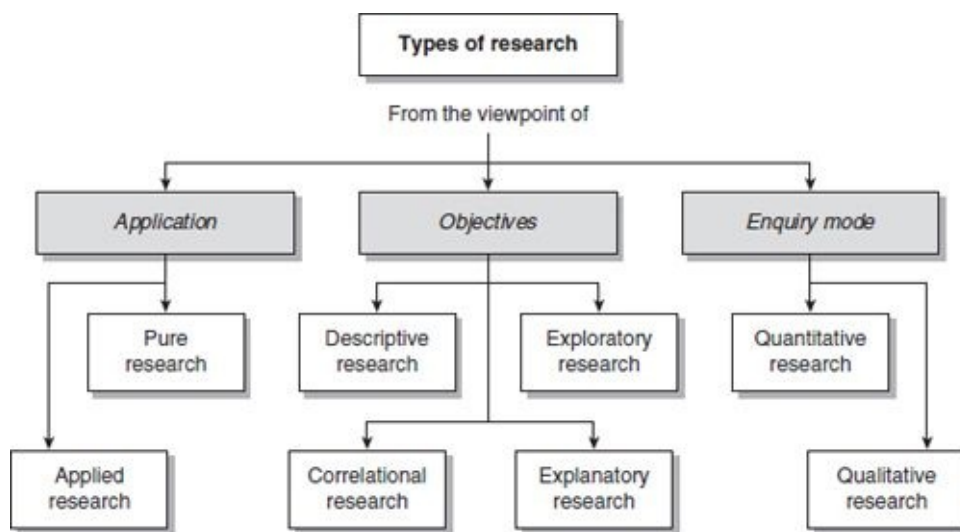 Types of research
From the viewpoint of
Application
Objectives
Enquiry mode
Pure
research
Descriptive
research
Exploratory
research
Quantitative
research
Applied
research
Correlational
research
Explanatory
research
Qualitative
research